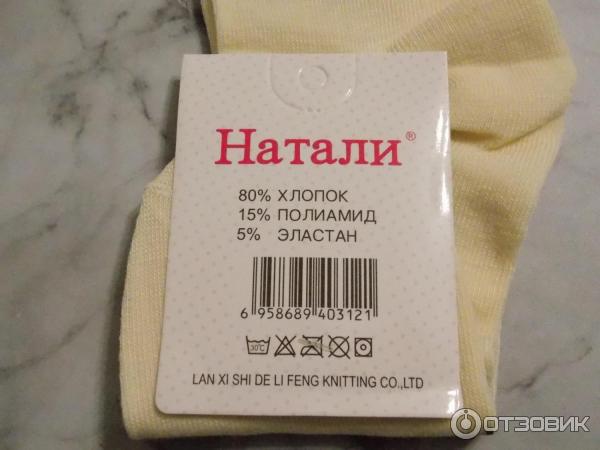 Натали®
80% ХЛОПОК
15% ПОЛИАМИД
5% ЭЛАСТАН
6 958689 403121
30°C
LAN XI SHI DE LI FENG KNITTING CO.,LTD
ОТЗОВИК